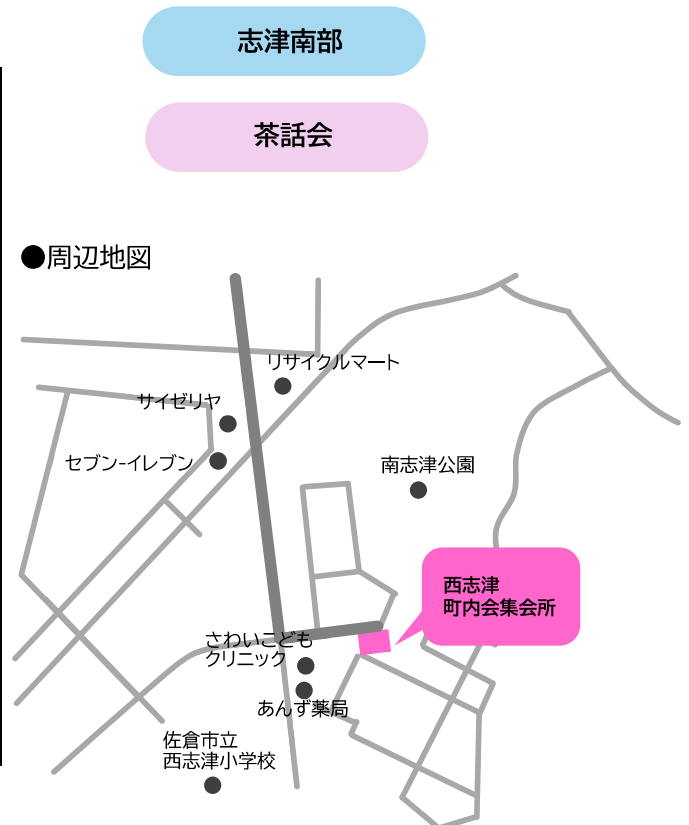 志津南部
茶話会
●周辺地図
リサイクルマート
サイゼリヤ
セブン-イレブン
南志津公園
西志津
町内会集会所
さわいこども
クリニック
あんず薬局
佐倉市立
西志津小学校